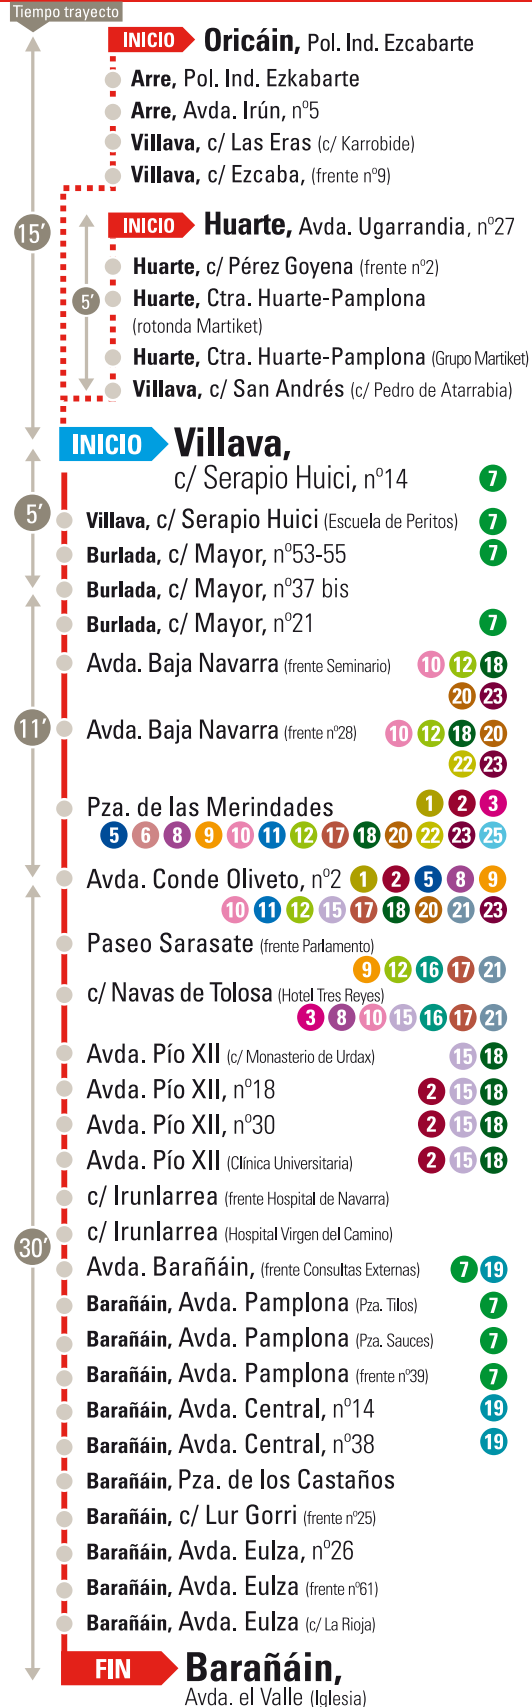 Tiempo trayecto
INICIO Oricáin, Pol. Ind. Ezcabarte
Arre, Pol. Ind. Ezkabarte
Arre, Avda. Irún, nº5
Villava, c/ Las Eras (c/ Karrobide)
Villava, c/ Ezcaba, (frente nº9)
15’
INICIO Huarte, Avda. Ugarrandia, nº27
Huarte, c/ Pérez Goyena (frente nº2)
5’ Huarte, Ctra. Huarte-Pamplona
(rotonda Martiket)
Huarte, Ctra. Huarte-Pamplona (Grupo Martiket)
Villava, c/ San Andrés (c/ Pedro de Atarrabia)
INICIO Villava,
c/ Serapio Huici, nº14 7
5’
Villava, c/ Serapio Huici (Escuela de Peritos) 7
Burlada, c/ Mayor, nº53-55 7
Burlada, c/ Mayor, nº37 bis
Burlada, c/ Mayor, nº21 7
Avda. Baja Navarra (frente Seminario) 10 12 18
20 23
11’ Avda. Baja Navarra (frente nº28) 10 12 18 20
22 23
Pza. de las Merindades 1 2 3
5 6 8 9 10 11 12 17 18 20 22 23 25
Avda. Conde Oliveto, nº2 1 2 5 8 9
10 11 12 15 17 18 20 21 23
Paseo Sarasate (frente Parlamento)
9 12 16 17 21
c/ Navas de Tolosa (Hotel Tres Reyes)
3 8 10 15 16 17 21
Avda. Pío XII (c/ Monasterio de Urdax) 15 18
Avda. Pío XII, nº18 2 15 18
Avda. Pío XII, nº30 2 15 18
Avda. Pío XII (Clínica Universitaria) 2 15 18
c/ Irunlarrea (frente Hospital de Navarra)
c/ Irunlarrea (Hospital Virgen del Camino)
30’
Avda. Barañáin, (frente Consultas Externas) 7 19
Barañáin, Avda. Pamplona (Pza. Tilos) 7
Barañáin, Avda. Pamplona (Pza. Sauces) 7
Barañáin, Avda. Pamplona (frente nº39) 7
Barañáin, Avda. Central, nº14 19
Barañáin, Avda. Central, nº38 19
Barañáin, Pza. de los Castaños
Barañáin, c/ Lur Gorri (frente nº25)
Barañáin, Avda. Eulza, nº26
Barañáin, Avda. Eulza (frente nº61)
Barañáin, Avda. Eulza (c/ La Rioja)
FIN Barañáin,
Avda. el Valle (Iglesia)